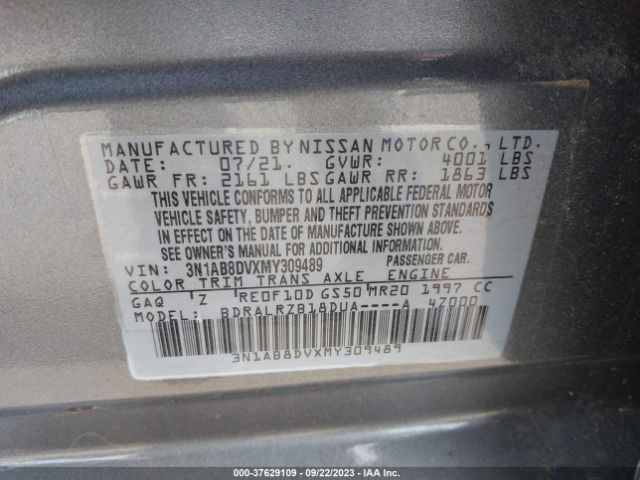 MANUFACTURED BY NISSAN MOTOR CO., LTD.
DATE: 07/21. GVWR: 4001 LBS
GAWR FR: 2161 LBS GAWR RR: 1863 LBS
THIS VEHICLE CONFORMS TO ALL APPLICABLE FEDERAL MOTOR
VEHICLE SAFETY, BUMPER AND THEFT PREVENTION STANDARDS
IN EFFECT ON THE DATE OF MANUFACTURE SHOWN ABOVE.
SEE OWNER'S MANUAL FOR ADDITIONAL INFORMATION.
VIN: 3N1AB8DVXMY309489 PASSENGER CAR.
COLOR TRIM TRANS AXLE ENGINE
GAQ Z RE0F10D GS50 MR20 1997 CC
MODEL: BDRALRZB18DUA----A 4Z000
3N1AB8DVXMY309489
000-37629109 - 09/22/2023 - IAA Inc.